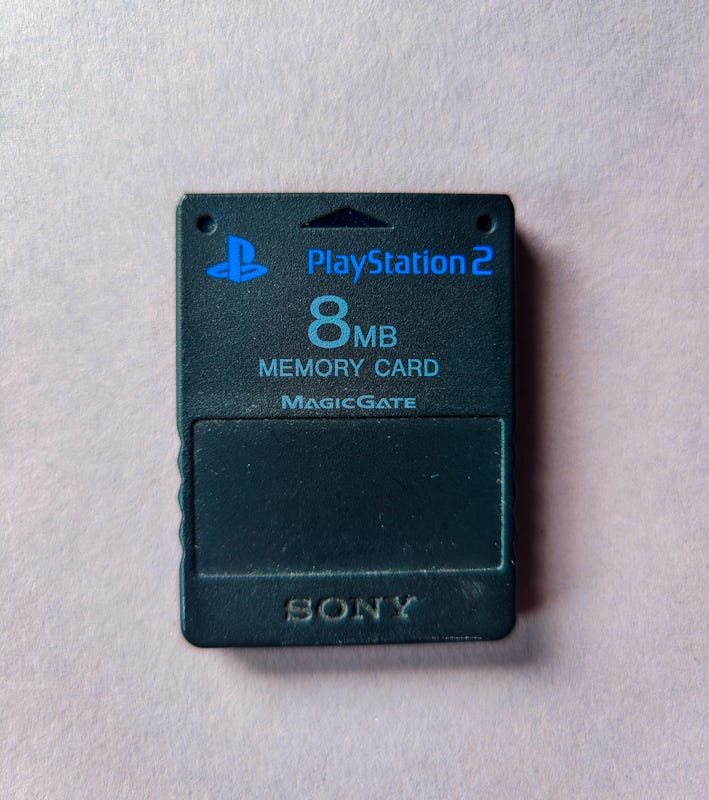 PlayStation 2
8MB
MEMORY CARD
MAGICGATE
SONY